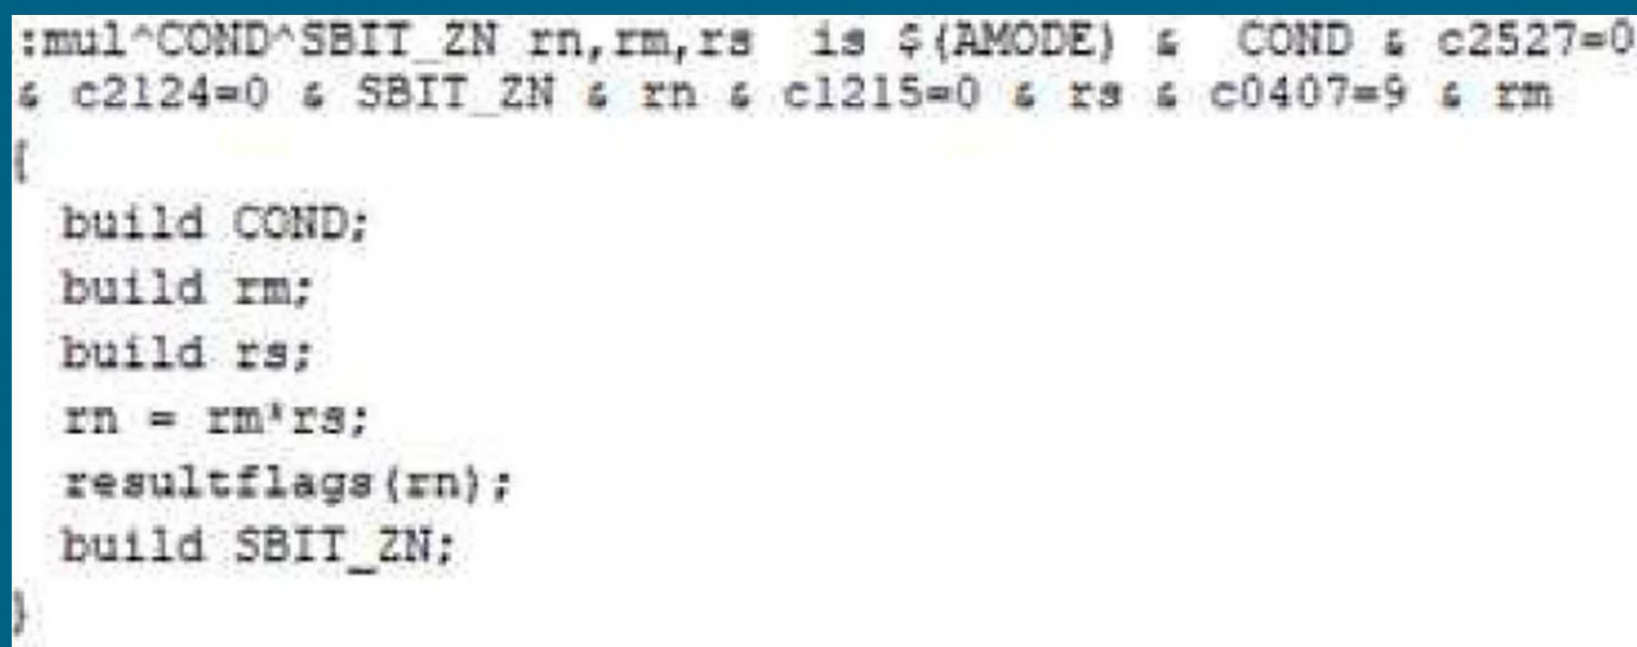 :mul^COND^SBIT_ZN rn,rm,rs is $(AMODE) & COND & c2527=0
& c2124=0 & SBIT_ZN & rn & c1215=0 & rs & c0407=9 & rm
{
build COND;
build rm;
build rs;
rn = rm*rs;
resultflags(rn);
build SBIT_ZN;
}